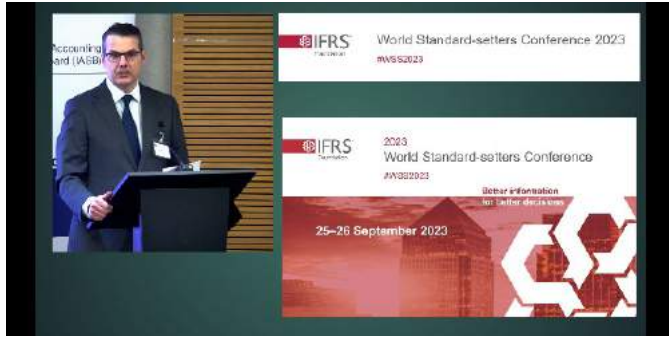 Accounting
ard (IASB)
IFRS
Foundation
World Standard-setters Conference 2023
#WSS2023
IFRS
Foundation
2023
World Standard-setters Conference
#WSS2023
Better information
for better decisions
25–26 September 2023